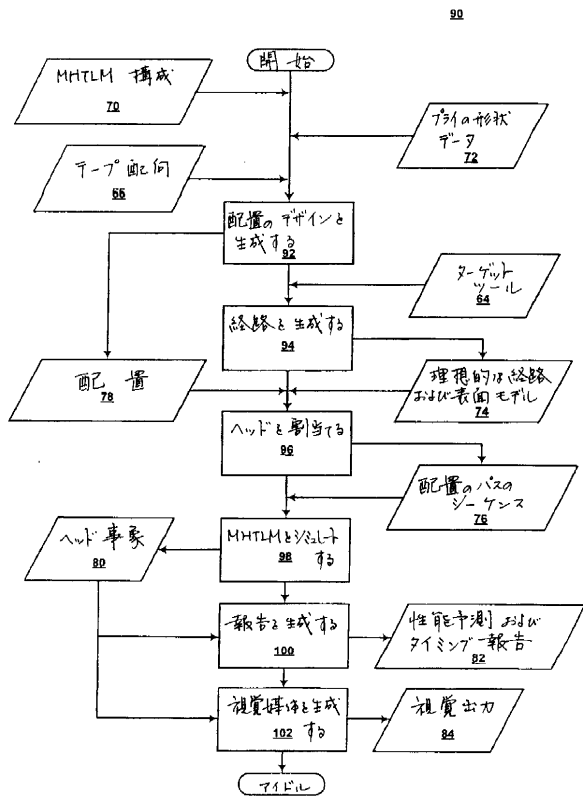 90
開始
MHTLM 構成
70
プライの形状
データ
72
テープ配向
66
配置のデザインを
生成する
92
ターゲット
ツール
64
経路を生成する
94
配置
78
理想的な経路
および表面モデル
74
ヘッドを割当てる
96
配置のパスの
シーケンス
76
MHTLMをシミュレート
する
98
ヘッド事象
80
報告を生成する
100
性能予測および
タイミング報告
82
視覚媒体を生成
する
102
視覚出力
84
アイドル